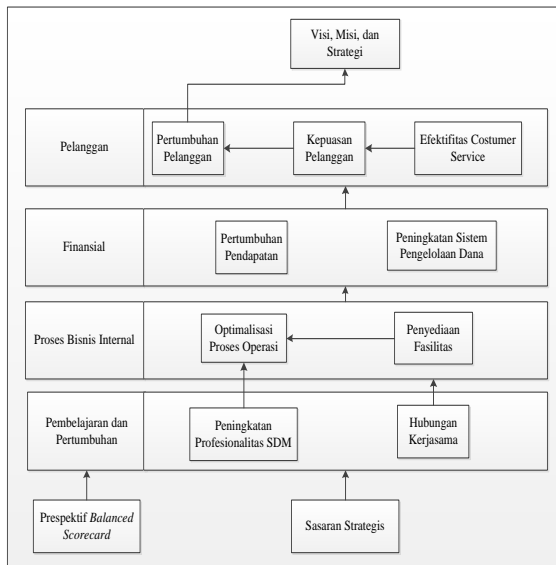 Visi, Misi, dan
Strategi
Pelanggan
Pertumbuhan
Pelanggan
Kepuasan
Pelanggan
Efektifitas Costumer
Service
Finansial
Pertumbuhan
Pendapatan
Peningkatan Sistem
Pengelolaan Dana
Proses Bisnis Internal
Optimalisasi
Proses Operasi
Penyediaan
Fasilitas
Pembelajaran dan
Pertumbuhan
Peningkatan
Profesionalitas SDM
Hubungan
Kerjasama
Prespektif Balanced
Scorecard
Sasaran Strategis